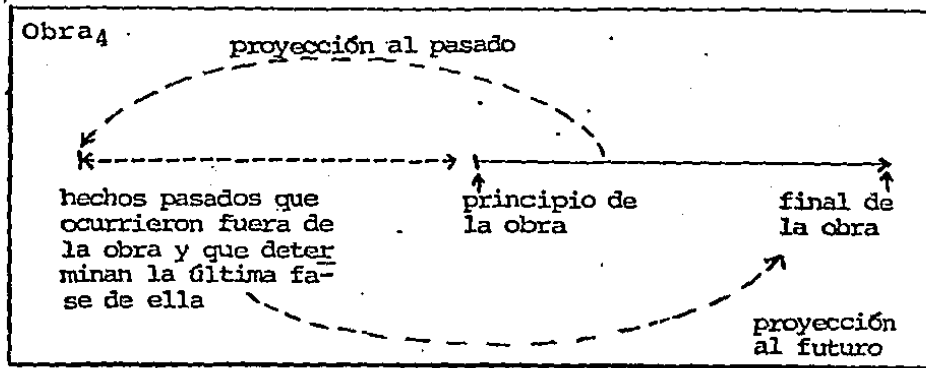 Obra4
proyección al pasado
hechos pasados que
ocurrieron fuera de
la obra y que deter
minan la última fa-
se de ella
principio de
la obra
final de
la obra
proyección
al futuro